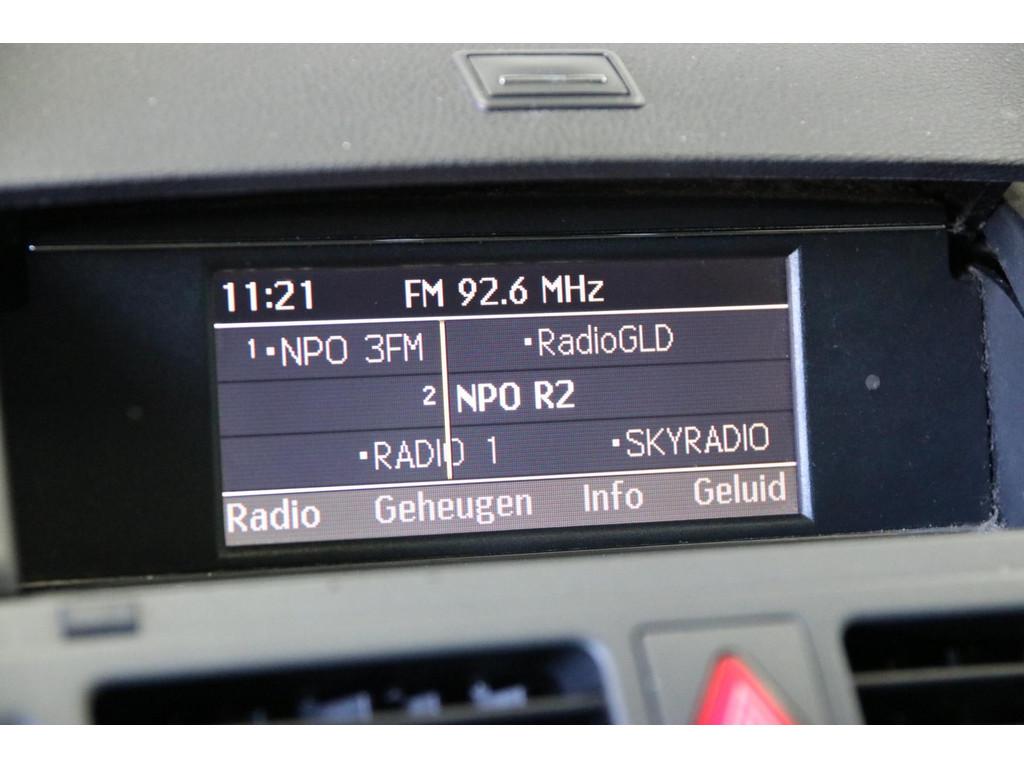 11:21 FM 92.6 MHz
1·NPO 3FM ·RadioGLD
2 NPO R2
·RADIO 1 ·SKYRADIO
Radio Geheugen Info Geluid